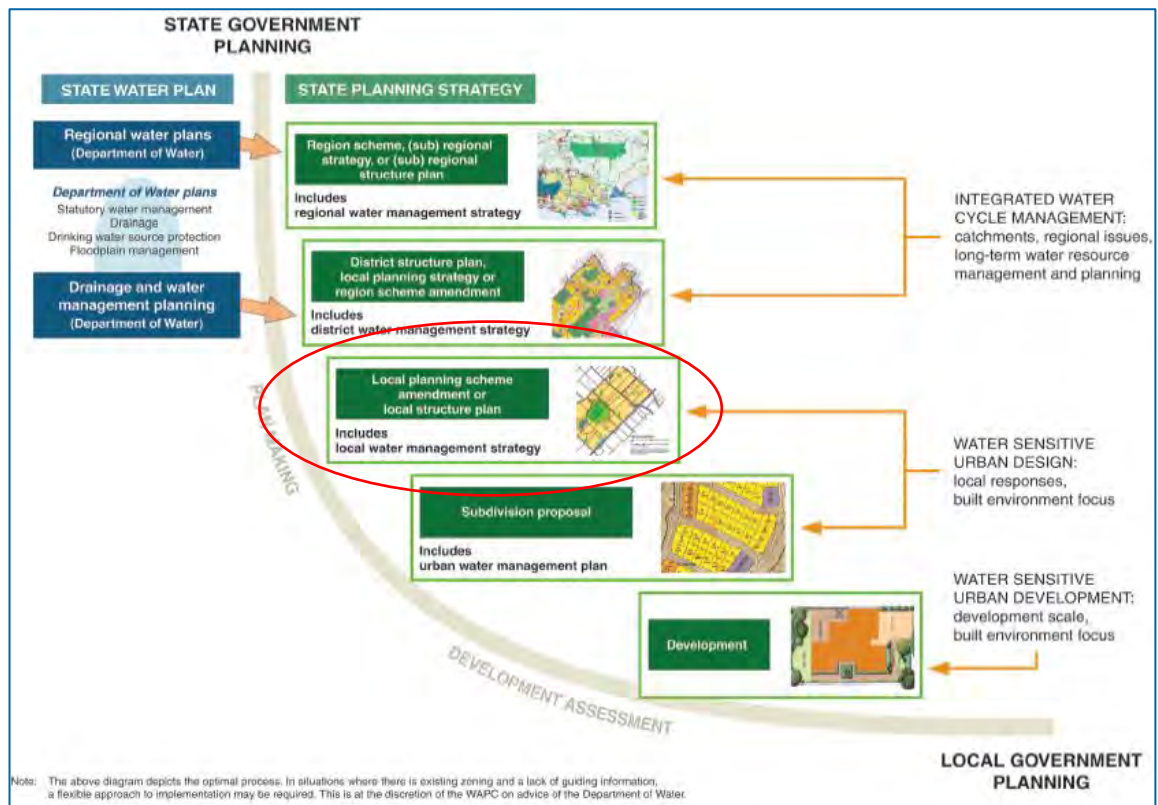 STATE GOVERNMENT
PLANNING
STATE WATER PLAN
STATE PLANNING STRATEGY
Regional water plans
(Department of Water)
Department of Water plans
Statutory water management
Drainage
Drinking water source protection
Floodplain management
Drainage and water
management planning
(Department of Water)
Region scheme, (sub) regional
strategy, or (sub) regional
structure plan
Includes
regional water management strategy
District structure plan,
local planning strategy or
region scheme amendment
Includes
district water management strategy
Local planning scheme
amendment or
local structure plan
Includes
local water management strategy
Subdivision proposal
Includes
urban water management plan
Development
INTEGRATED WATER
CYCLE MANAGEMENT:
catchments, regional issues,
long-term water resource
management and planning
WATER SENSITIVE
URBAN DESIGN:
local responses,
built environment focus
WATER SENSITIVE
URBAN DEVELOPMENT:
development scale,
built environment focus
PLAN MAKING
DEVELOPMENT ASSESSMENT
LOCAL GOVERNMENT
PLANNING
Note: The above diagram depicts the optimal process. In situations where there is existing zoning and a lack of guiding information,
a flexible approach to implementation may be required. This is at the discretion of the WAPC on advice of the Department of Water.